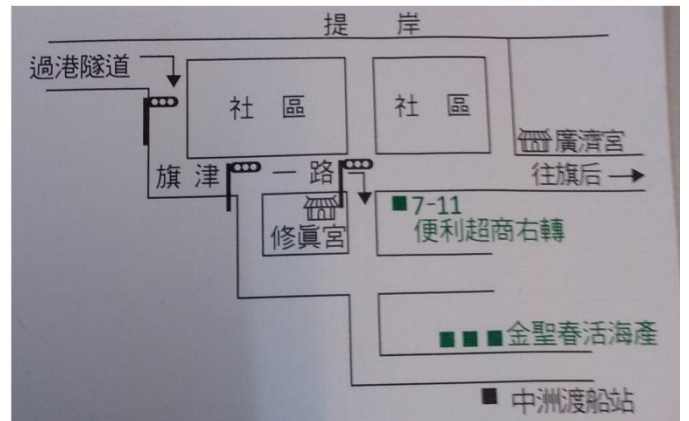 提岸
過港隧道
社區
社區
廣濟宮
旗津一路
往旗后
修眞宮
7-11
便利超商右轉
金聖春活海產
中洲渡船站